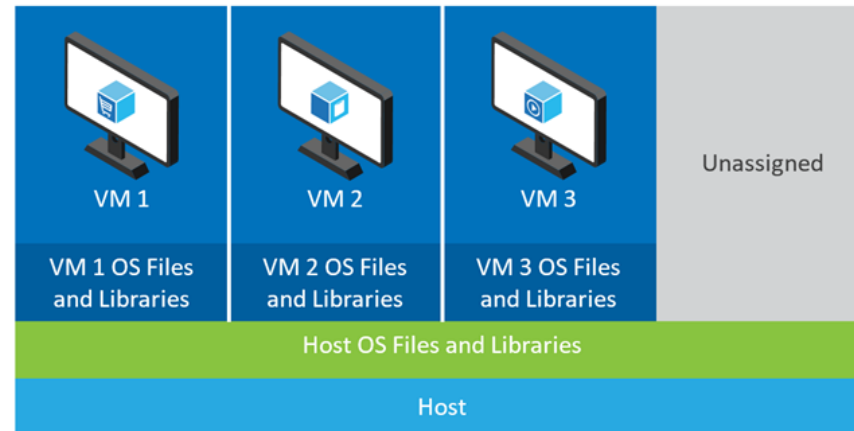 VM 1
VM 2
VM 3
Unassigned
VM 1 OS Files
and Libraries
VM 2 OS Files
and Libraries
VM 3 OS Files
and Libraries
Host OS Files and Libraries
Host